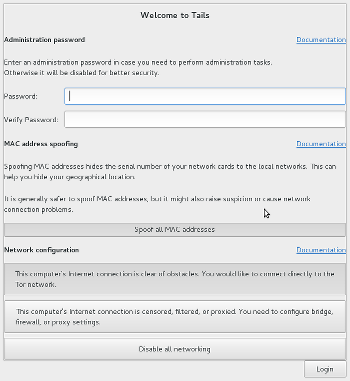 Welcome to Tails
Administration password Documentation
Enter an administration password in case you need to perform administration tasks.
Otherwise it will be disabled for better security.
Password:
Verify Password:
MAC address spoofing Documentation
Spoofing MAC addresses hides the serial number of your network cards to the local networks. This can
help you hide your geographical location.
It is generally safer to spoof MAC addresses, but it might also raise suspicion or cause network
connection problems.
Spoof all MAC addresses
Network configuration Documentation
This computer's Internet connection is clear of obstacles. You would like to connect directly to the
Tor network.
This computer's Internet connection is censored, filtered, or proxied. You need to configure bridge,
firewall, or proxy settings.
Disable all networking
Login